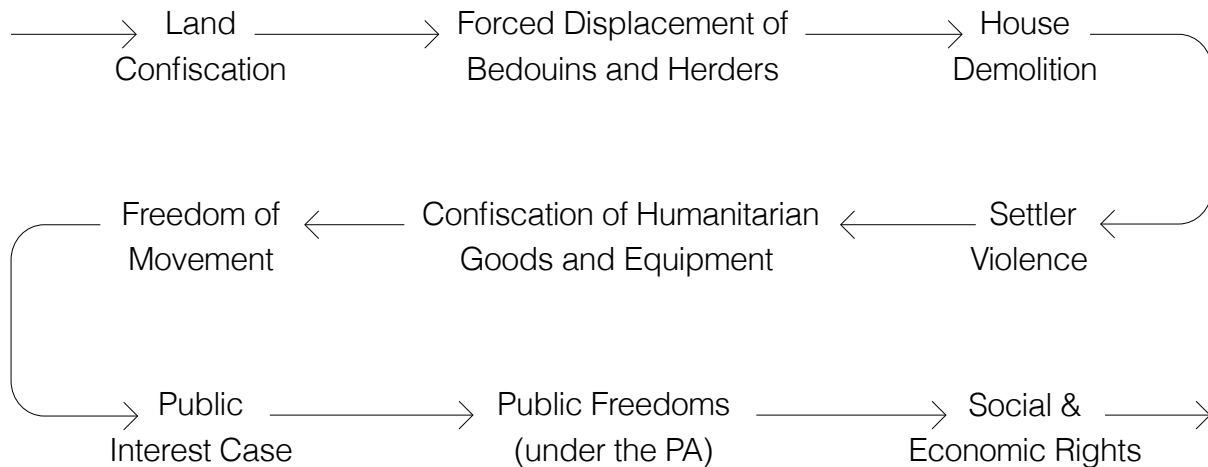 Land
Confiscation
Forced Displacement of
Bedouins and Herders
House
Demolition
Settler
Violence
Confiscation of Humanitarian
Goods and Equipment
Freedom of
Movement
Public
Interest Case
Public Freedoms
(under the PA)
Social &
Economic Rights